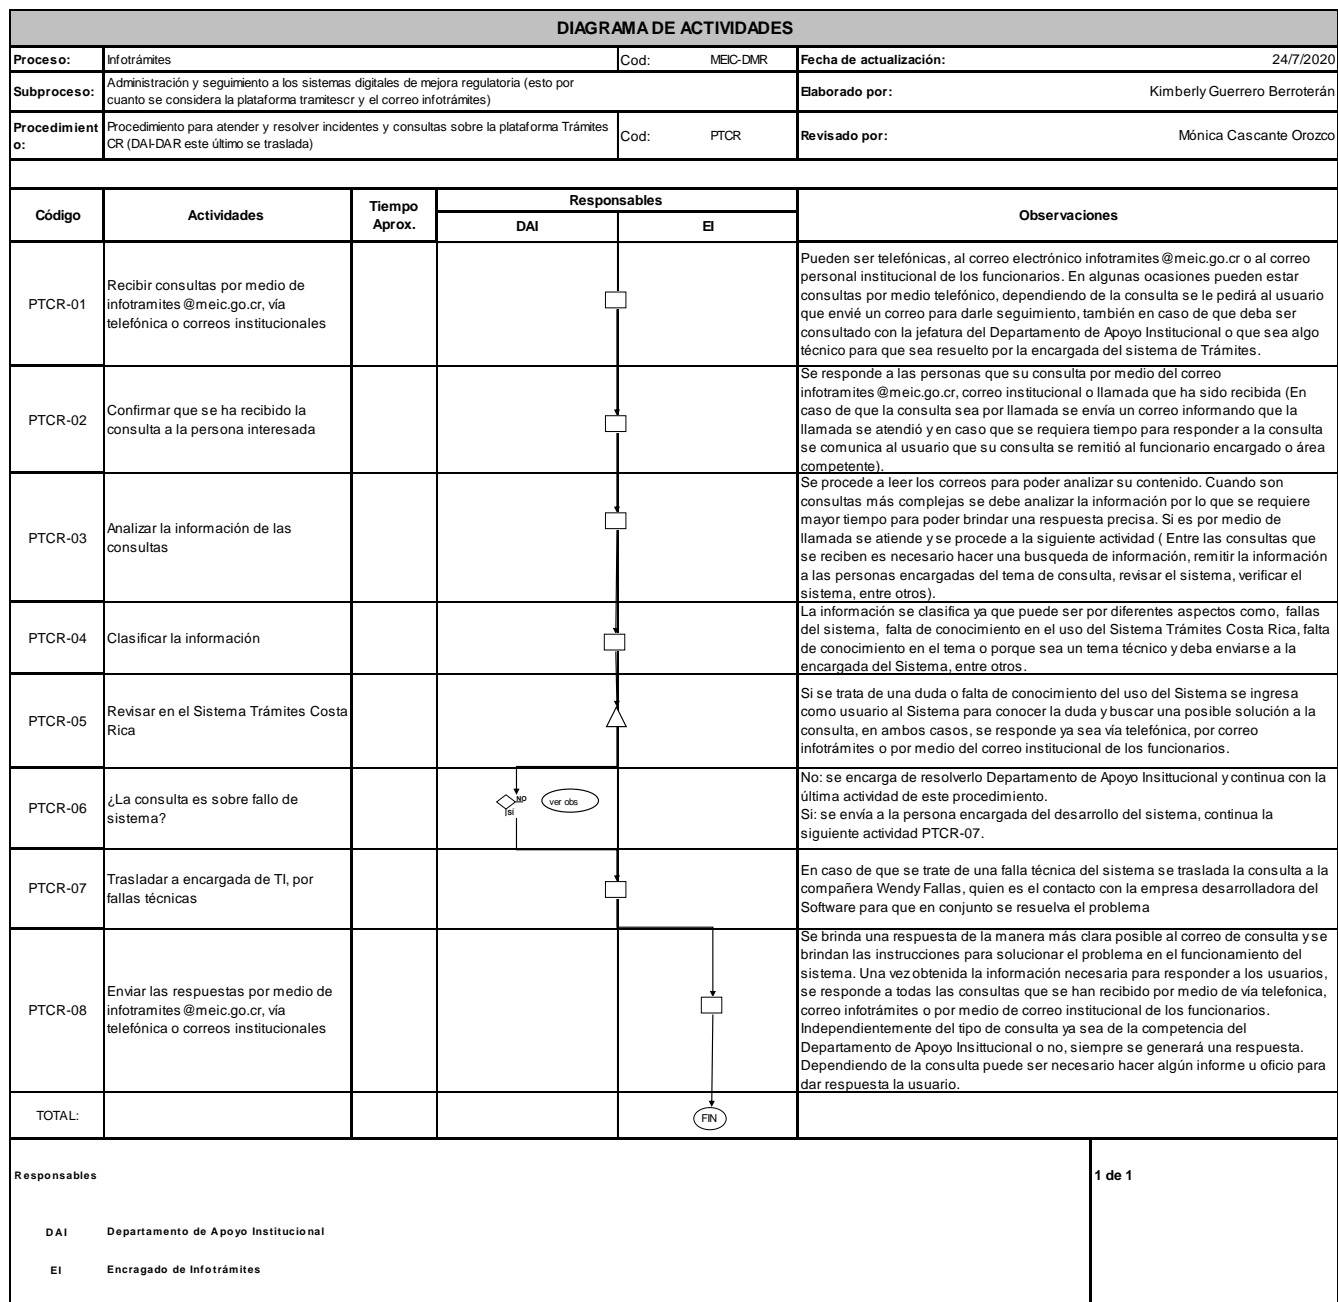 DIAGRAMA DE ACTIVIDADES
Proceso: Infotrámites Cod: MEIC-DMR Fecha de actualización: 24/7/2020
Subproceso: Administración y seguimiento a los sistemas digitales de mejora regulatoria (esto por
cuanto se considera la plataforma tramitescr y el correo infotrámites)
Elaborado por: Kimberly Guerrero Berroterán
Procedimient
o:
Procedimiento para atender y resolver incidentes y consultas sobre la plataforma Trámites
CR (DAI-DAR este último se traslada)
Cod: PTCR Revisado por: Mónica Cascante Orozco
Código Actividades Tiempo
Aprox.
Responsables
DAI EI
Observaciones
PTCR-01
Recibir consultas por medio de
infotramites@meic.go.cr, vía
telefónica o correos institucionales
Pueden ser telefónicas, al correo electrónico infotramites@meic.go.cr o al correo
personal institucional de los funcionarios. En algunas ocasiones pueden estar
consultas por medio telefónico, dependiendo de la consulta se le pedirá al usuario
que envié un correo para darle seguimiento, también en caso de que deba ser
consultado con la jefatura del Departamento de Apoyo Institucional o que sea algo
técnico para que sea resuelto por la encargada del sistema de Trámites.
PTCR-02
Confirmar que se ha recibido la
consulta a la persona interesada
Se responde a las personas que su consulta por medio del correo
infotramites@meic.go.cr, correo institucional o llamada que ha sido recibida (En
caso de que la consulta sea por llamada se envía un correo informando que la
llamada se atendió y en caso que se requiera tiempo para responder a la consulta
se comunica al usuario que su consulta se remitió al funcionario encargado o área
competente).
PTCR-03
Analizar la información de las
consultas
Se procede a leer los correos para poder analizar su contenido. Cuando son
consultas más complejas se debe analizar la información por lo que se requiere
mayor tiempo para poder brindar una respuesta precisa. Si es por medio de
llamada se atiende y se procede a la siguiente actividad ( Entre las consultas que
se reciben es necesario hacer una busqueda de información, remitir la información
a las personas encargadas del tema de consulta, revisar el sistema, verificar el
sistema, entre otros).
PTCR-04
Clasificar la información
La información se clasifica ya que puede ser por diferentes aspectos como, fallas
del sistema, falta de conocimiento en el uso del Sistema Trámites Costa Rica, falta
de conocimiento en el tema o porque sea un tema técnico y deba enviarse a la
encargada del Sistema, entre otros.
PTCR-05
Revisar en el Sistema Trámites Costa
Rica
Si se trata de una duda o falta de conocimiento del uso del Sistema se ingresa
como usuario al Sistema para conocer la duda y buscar una posible solución a la
consulta, en ambos casos, se responde ya sea vía telefónica, por correo
infotrámites o por medio del correo institucional de los funcionarios.
PTCR-06
¿La consulta es sobre fallo de
sistema?
NO
sí
ver obs
No: se encarga de resolverlo Departamento de Apoyo Insittucional y continua con la
última actividad de este procedimiento.
Si: se envía a la persona encargada del desarrollo del sistema, continua la
siguiente actividad PTCR-07.
PTCR-07
Trasladar a encargada de TI, por
fallas técnicas
En caso de que se trate de una falla técnica del sistema se traslada la consulta a la
compañera Wendy Fallas, quien es el contacto con la empresa desarrolladora del
Software para que en conjunto se resuelva el problema
PTCR-08
Enviar las respuestas por medio de
infotramites@meic.go.cr, vía
telefónica o correos institucionales
Se brinda una respuesta de la manera más clara posible al correo de consulta y se
brindan las instrucciones para solucionar el problema en el funcionamiento del
sistema. Una vez obtenida la información necesaria para responder a los usuarios,
se responde a todas las consultas que se han recibido por medio de vía telefonica,
correo infotrámites o por medio de correo institucional de los funcionarios.
Independientemente del tipo de consulta ya sea de la competencia del
Departamento de Apoyo Insittucional o no, siempre se generará una respuesta.
Dependiendo de la consulta puede ser necesario hacer algún informe u oficio para
dar respuesta la usuario.
TOTAL:
FIN
Responsables
1 de 1
DAI Departamento de Apoyo Institucional
EI Encragado de Infotrámites